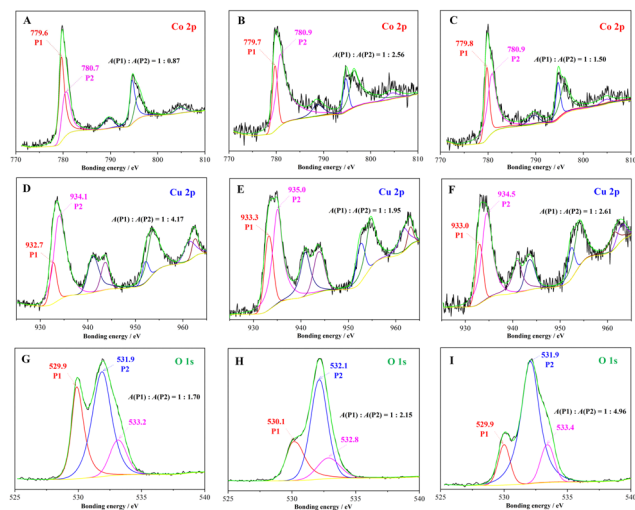 A
Co 2p
779.6
P1
780.7
P2
A(P1) : A(P2) = 1 : 0.87
770 780 790 800 810
Bonding energy / eV
B
Co 2p
779.7
P1
780.9
P2
A(P1) : A(P2) = 1 : 2.56
770 780 790 800 810
Bonding energy / eV
C
Co 2p
779.8
P1
780.9
P2
A(P1) : A(P2) = 1 : 1.50
770 780 790 800 810
Bonding energy / eV
D
Cu 2p
934.1
P2
932.7
P1
A(P1) : A(P2) = 1 : 4.17
930 940 950 960
Bonding energy / eV
E
Cu 2p
935.0
P2
933.3
P1
A(P1) : A(P2) = 1 : 1.95
930 940 950 960
Bonding energy / eV
F
Cu 2p
934.5
P2
933.0
P1
A(P1) : A(P2) = 1 : 2.61
930 940 950 960
Bonding energy / eV
G
O 1s
529.9
P1
531.9
P2
A(P1) : A(P2) = 1 : 1.70
533.2
525 530 535 540
Bonding energy / eV
H
O 1s
532.1
P2
530.1
P1
A(P1) : A(P2) = 1 : 2.15
532.8
525 530 535 540
Bonding energy / eV
I
O 1s
531.9
P2
529.9
P1
A(P1) : A(P2) = 1 : 4.96
533.4
525 530 535 540
Bonding energy / eV